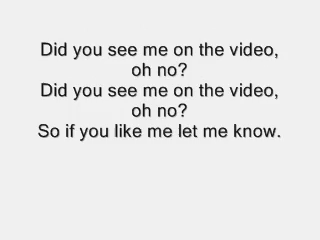 Did you see me on the video,
oh no?
Did you see me on the video,
oh no?
So if you like me let me know.